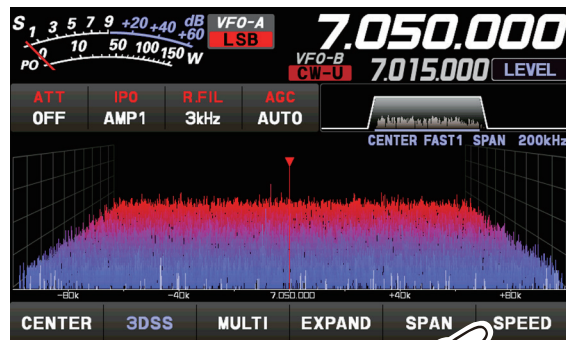 S 1 3 5 7 9 +20 +40 +60 dB VFO-A 7.050.000
LSB
PO 0 10 50 100 150 W VFO-B
CW-U 7.015.000 LEVEL
ATT IPO R.FIL AGC
OFF AMP1 3kHz AUTO
CENTER FAST1 SPAN 200kHz
-80k -40k 7.050.000 +40k +80k
CENTER 3DSS MULTI EXPAND SPAN SPEED